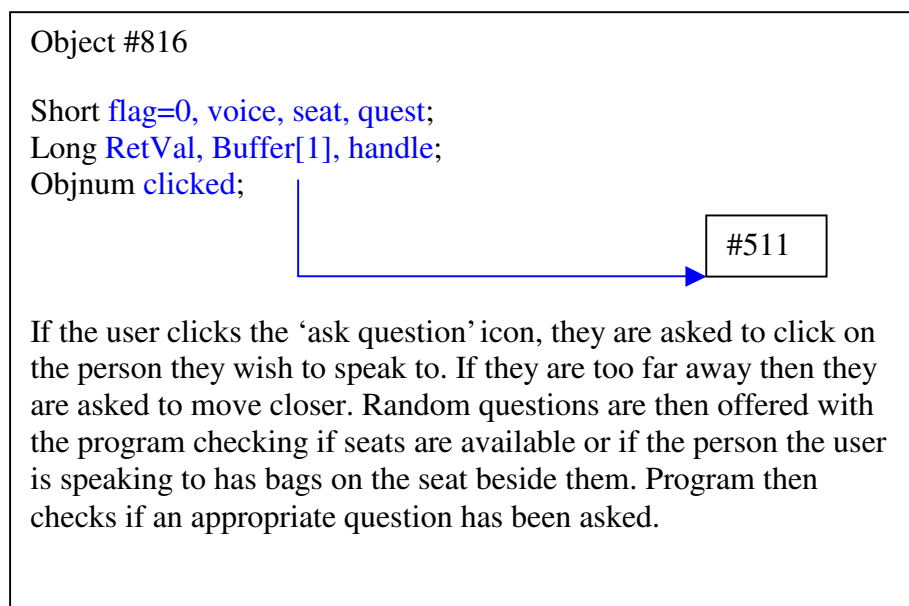 Object #816
Short flag=0, voice, seat, quest;
Long RetVal, Buffer[1], handle;
Objnum clicked;
#511
If the user clicks the ‘ask question’ icon, they are asked to click on
the person they wish to speak to. If they are too far away then they
are asked to move closer. Random questions are then offered with
the program checking if seats are available or if the person the user
is speaking to has bags on the seat beside them. Program then
checks if an appropriate question has been asked.